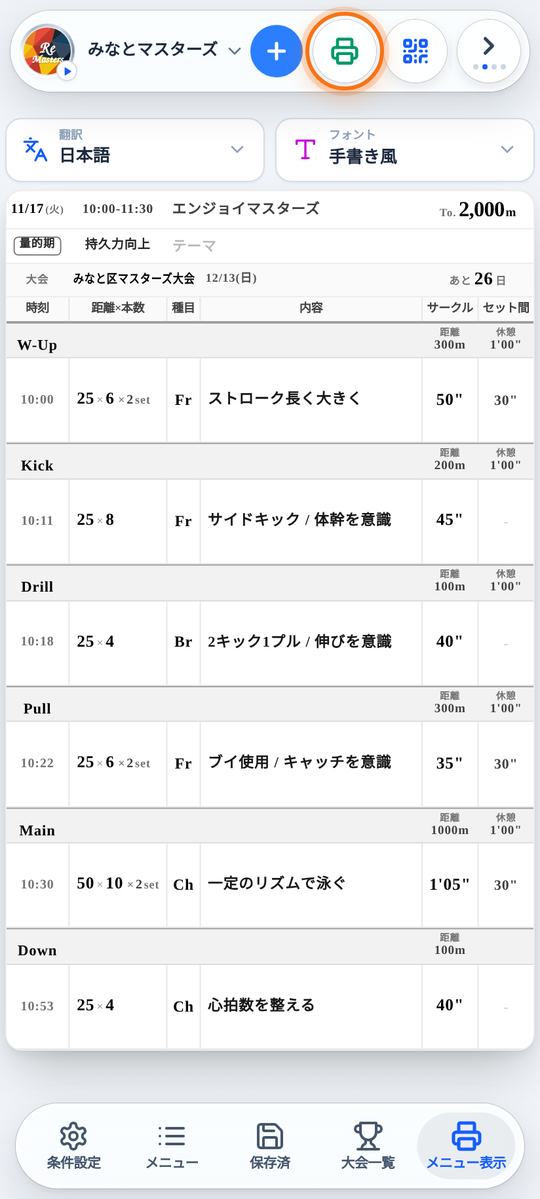 Re
Masters
みなとマスターズ
翻訳
日本語
フォント
手書き風
11/17(火) 10:00-11:30 エンジョイマスターズ To. 2,000m
量的期 持久力向上 テーマ
大会 みなと区マスターズ大会 12/13(日) あと 26 日
時刻 距離×本数 種目 内容 サークル セット間
W-Up 距離 300m 休憩 1'00"
10:00 25×6×2set Fr ストローク長く大きく 50" 30"
Kick 距離 200m 休憩 1'00"
10:11 25×8 Fr サイドキック / 体幹を意識 45" -
Drill 距離 100m 休憩 1'00"
10:18 25×4 Br 2キック1プル / 伸びを意識 40" -
Pull 距離 300m 休憩 1'00"
10:22 25×6×2set Fr ブイ使用 / キャッチを意識 35" 30"
Main 距離 1000m 休憩 1'00"
10:30 50×10×2set Ch 一定のリズムで泳ぐ 1'05" 30"
Down 距離 100m
10:53 25×4 Ch 心拍数を整える 40" -
条件設定 メニュー 保存済 大会一覧 メニュー表示